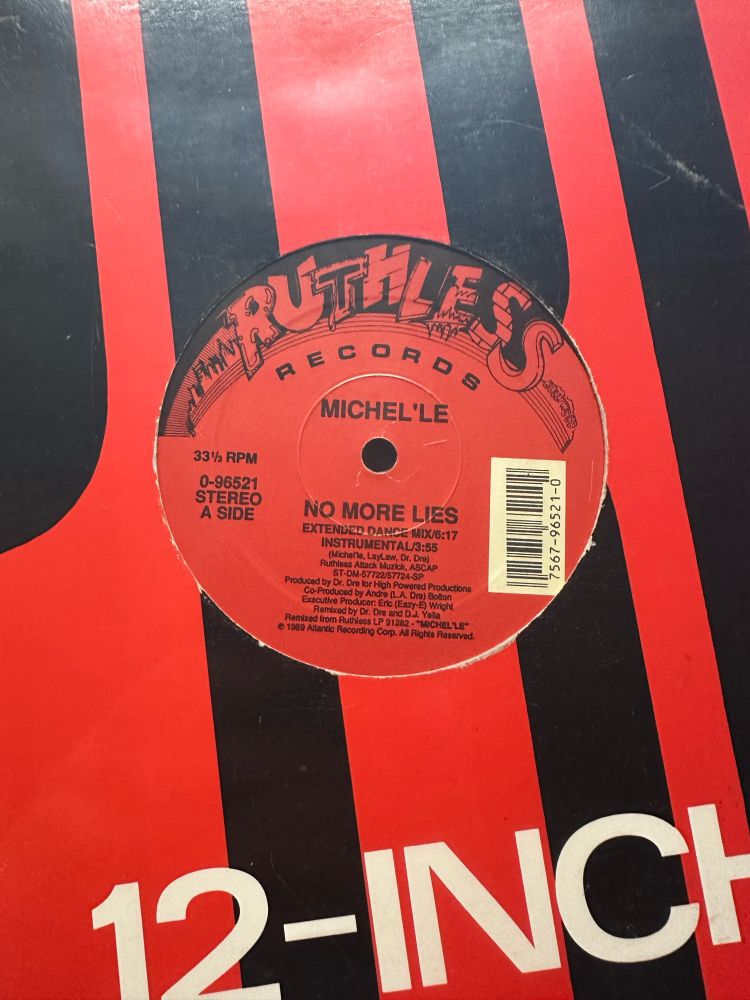 RUTHLESS
RECORDS
MICHEL'LE
33 1/3 RPM
0-96521
STEREO
A SIDE
NO MORE LIES
EXTENDED DANCE MIX/6:17
INSTRUMENTAL/3:55
(Michel'le, LayLaw, Dr. Dre)
Ruthless Attack Muzick, ASCAP
ST-DM-57722/57724-SP
Produced by Dr. Dre for High Powered Productions
Co-Produced by Andre (L.A. Dre) Bolton
Executive Producer: Eric (Eazy-E) Wright
Remixed by Dr. Dre and D.J. Yella
Remixed from Ruthless LP 91282 - "MICHEL'LE"
© 1989 Atlantic Recording Corp. All Rights Reserved.
7567-96521-0
12-INCH